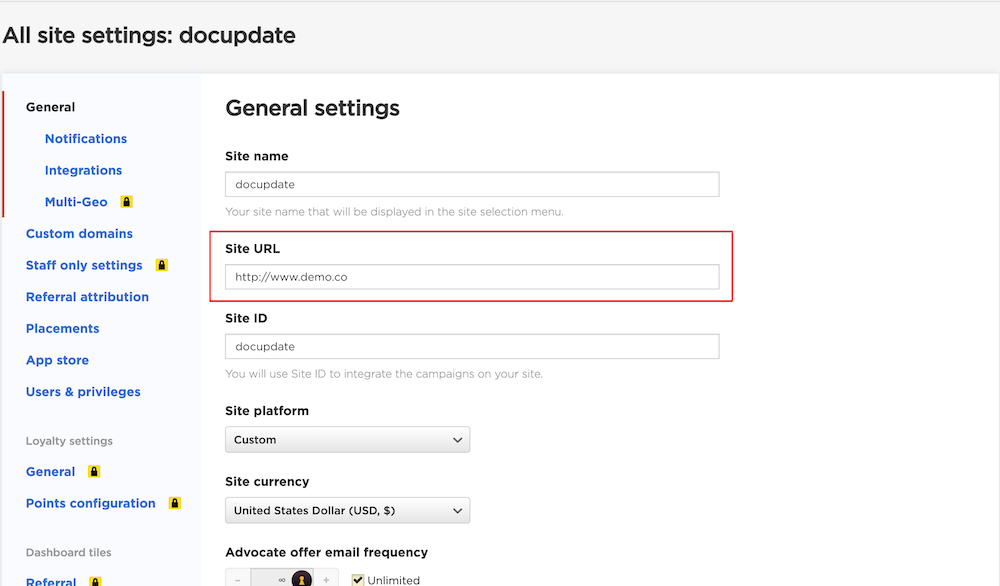 All site settings: docupdate
General
Notifications
Integrations
Multi-Geo
Custom domains
Staff only settings
Referral attribution
Placements
App store
Users & privileges
Loyalty settings
General
Points configuration
Dashboard tiles
Referral
General settings
Site name
docupdate
Your site name that will be displayed in the site selection menu.
Site URL
http://www.demo.co
Site ID
docupdate
You will use Site ID to integrate the campaigns on your site.
Site platform
Custom
Site currency
United States Dollar (USD, $)
Advocate offer email frequency
− ∞ +
Unlimited